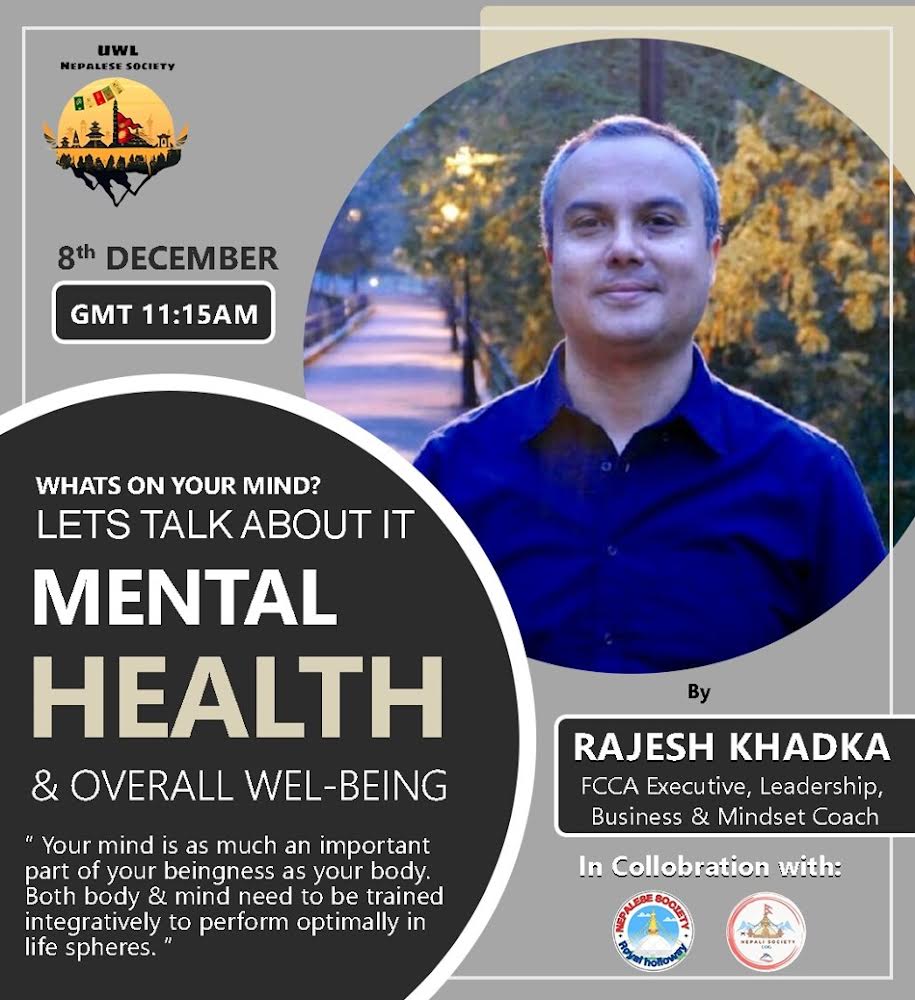 UWL
NEPALESE SOCIETY
8th DECEMBER
GMT 11:15AM
WHATS ON YOUR MIND?
LETS TALK ABOUT IT
MENTAL
HEALTH
& OVERALL WEL-BEING
" Your mind is as much an important
part of your beingness as your body.
Both body & mind need to be trained
integratively to perform optimally in
life spheres. "
By
RAJESH KHADKA
FCCA Executive, Leadership,
Business & Mindset Coach
In Collobration with:
NEPALESE SOCIETY
Royal holloway
NEPALI SOCIETY